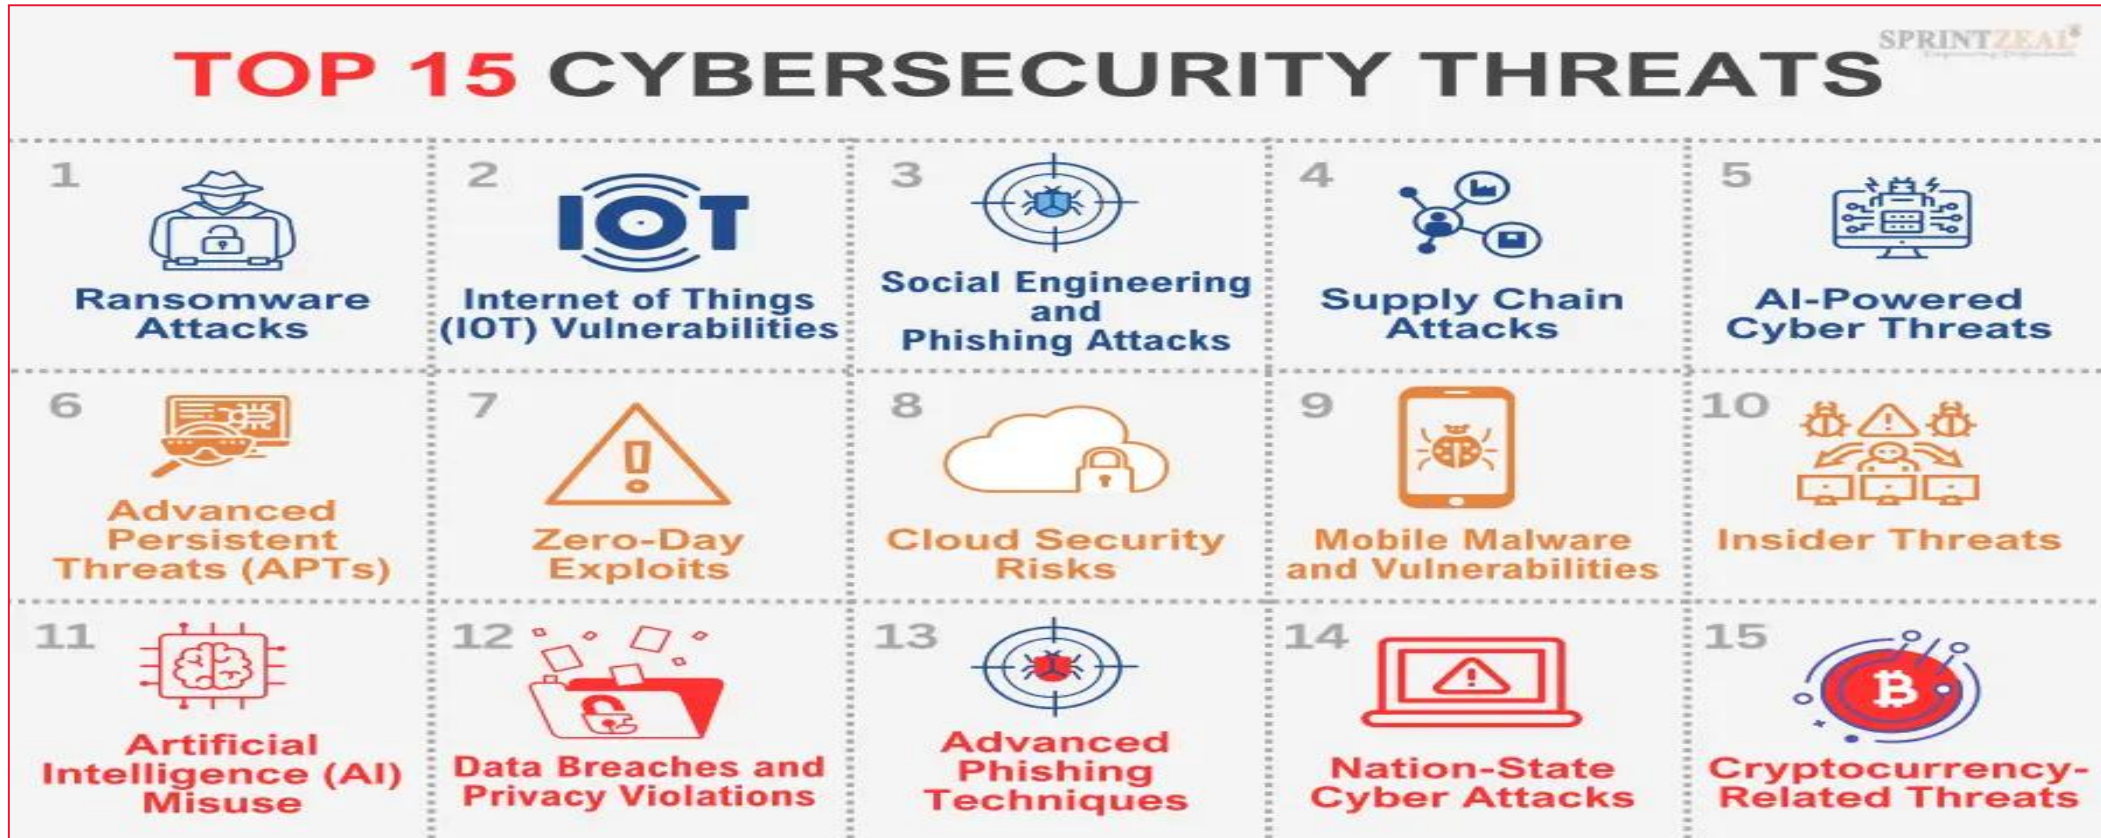 TOP 15 CYBERSECURITY THREATS
SPRINTZEAL®
1
Ransomware
Attacks
2
IOT
Internet of Things
(IOT) Vulnerabilities
3
Social Engineering
and
Phishing Attacks
4
Supply Chain
Attacks
5
AI-Powered
Cyber Threats
6
Advanced
Persistent
Threats (APTs)
7
Zero-Day
Exploits
8
Cloud Security
Risks
9
Mobile Malware
and Vulnerabilities
10
Insider Threats
11
Artificial
Intelligence (AI)
Misuse
12
Data Breaches and
Privacy Violations
13
Advanced
Phishing
Techniques
14
Nation-State
Cyber Attacks
15
Cryptocurrency-
Related Threats